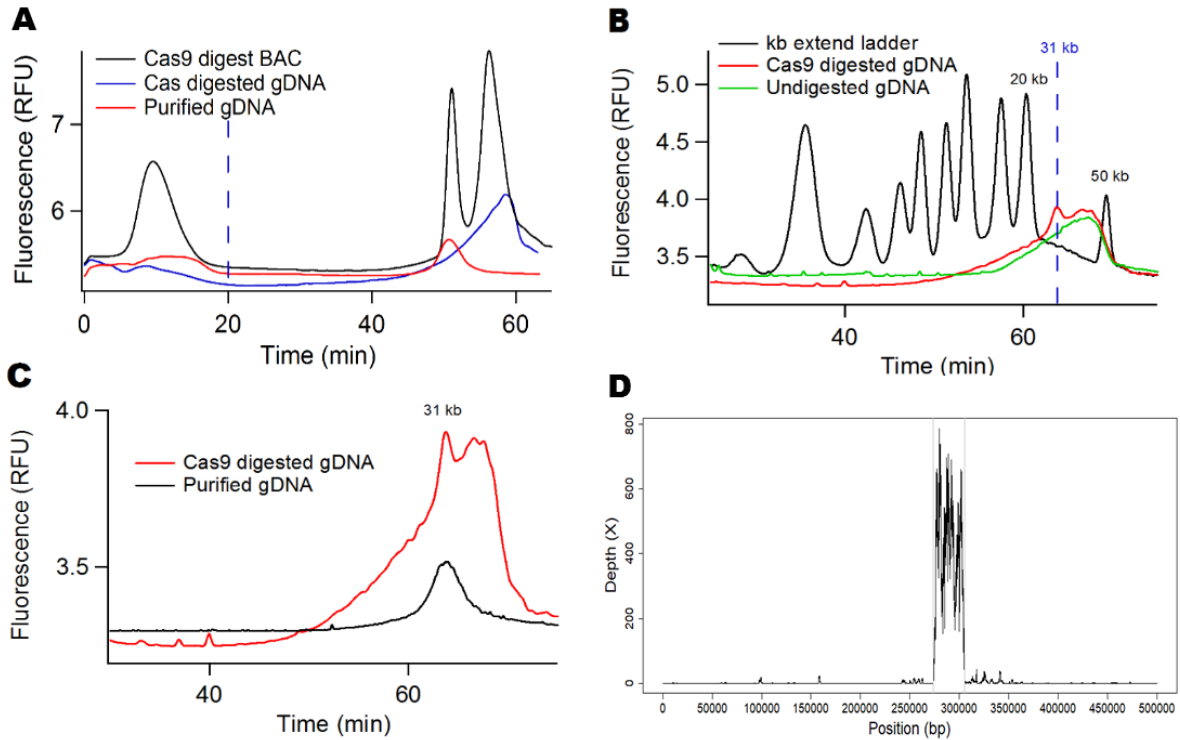 A
Cas9 digest BAC
Cas digested gDNA
Purified gDNA
Fluorescence (RFU)
7
6
0
20
40
60
Time (min)
B
kb extend ladder
Cas9 digested gDNA
Undigested gDNA
31 kb
20 kb
50 kb
Fluorescence (RFU)
5.0
4.5
4.0
3.5
40
60
Time (min)
C
31 kb
Cas9 digested gDNA
Purified gDNA
Fluorescence (RFU)
4.0
3.5
40
60
Time (min)
D
Depth (X)
800
600
400
200
0
0 50000 100000 150000 200000 250000 300000 350000 400000 450000 500000
Position (bp)